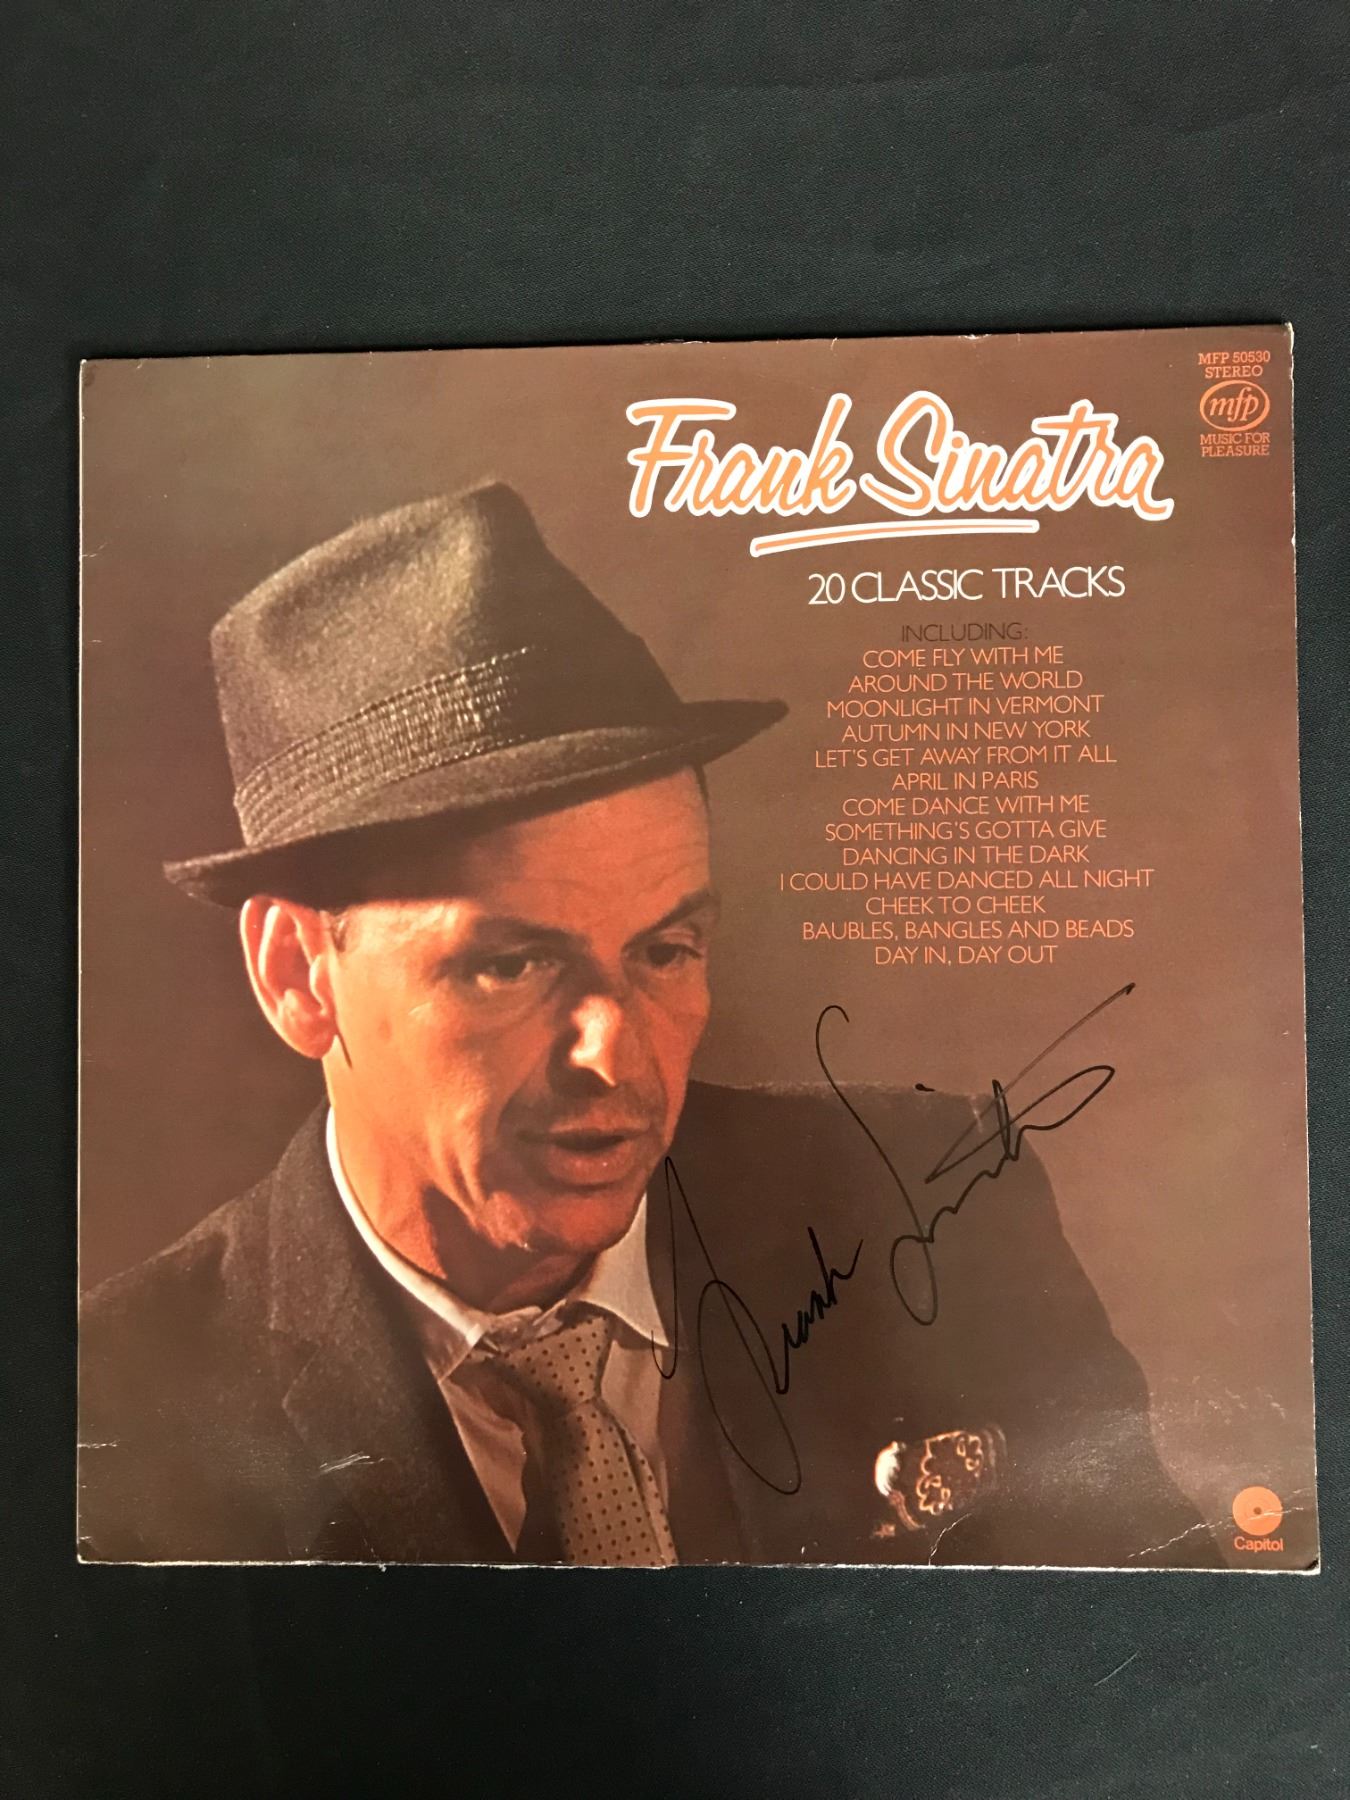 MFP 50530
STEREO
mfp
MUSIC FOR
PLEASURE
Frank Sinatra
20 CLASSIC TRACKS
INCLUDING:
COME FLY WITH ME
AROUND THE WORLD
MOONLIGHT IN VERMONT
AUTUMN IN NEW YORK
LET'S GET AWAY FROM IT ALL
APRIL IN PARIS
COME DANCE WITH ME
SOMETHING'S GOTTA GIVE
DANCING IN THE DARK
I COULD HAVE DANCED ALL NIGHT
CHEEK TO CHEEK
BAUBLES, BANGLES AND BEADS
DAY IN, DAY OUT
Frank Sinatra
Capitol